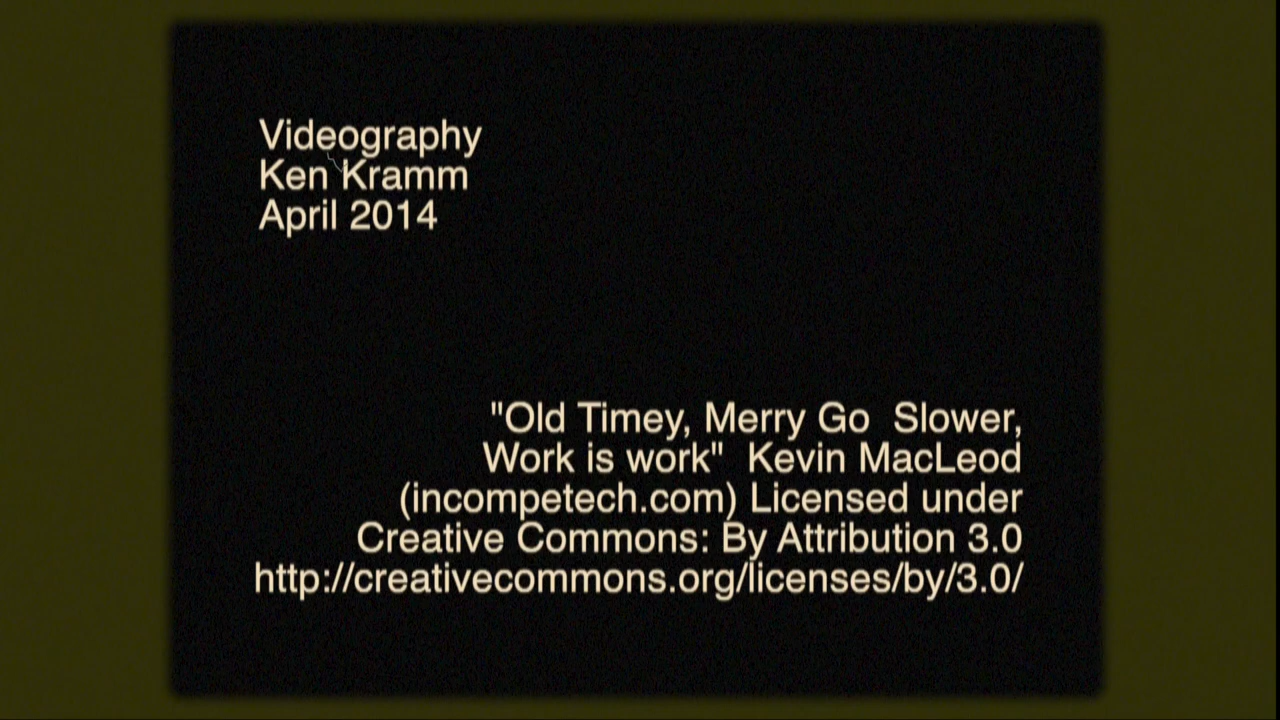 Videography
Ken Kramm
April 2014
"Old Timey, Merry Go  Slower,
Work is work"  Kevin MacLeod
(incompetech.com) Licensed under
Creative Commons: By Attribution 3.0
http://creativecommons.org/licenses/by/3.0/